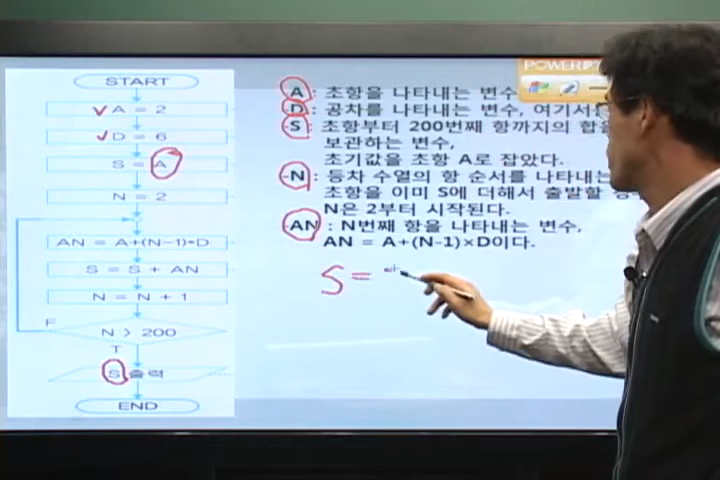 START
A = 2
D = 6
S = A
N = 2
AN = A+(N-1)*D
S = S + AN
N = N + 1
F
N > 200
T
S 출력
END
POWER
A : 초항을 나타내는 변수
D : 공차를 나타내는 변수, 여기서는
S : 초항부터 200번째 항까지의 합을
보관하는 변수,
초기값을 초항 A로 잡았다.
N : 등차 수열의 항 순서를 나타내는
초항을 이미 S에 더해서 출발할
N은 2부터 시작된다.
AN : N번째 항을 나타내는 변수,
AN = A+(N-1)×D이다.
S =